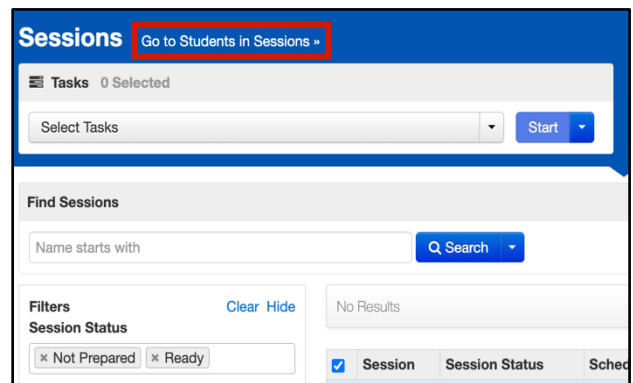 Sessions Go to Students in Sessions »
Tasks 0 Selected
Select Tasks Start
Find Sessions
Name starts with Search
Filters Clear Hide No Results
Session Status
× Not Prepared × Ready
Session Session Status Sched